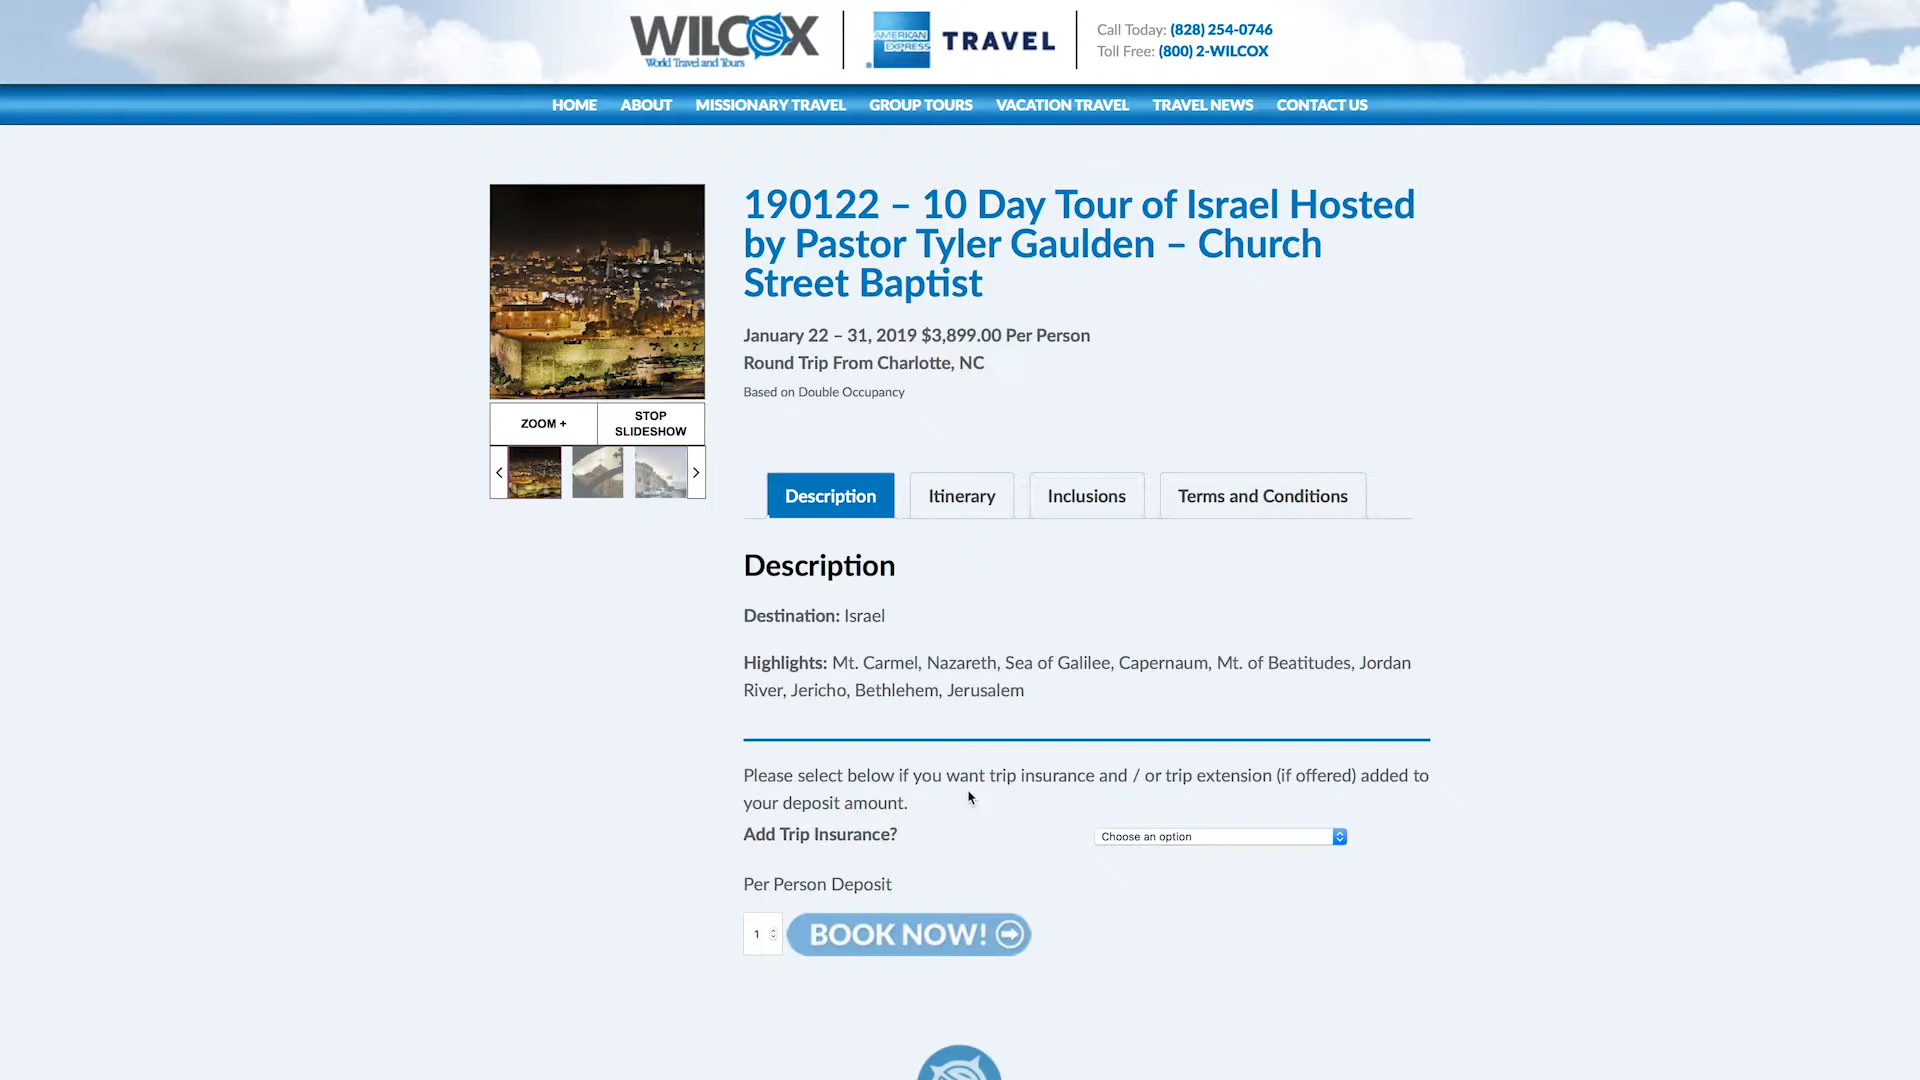 WILCOX
World Travel and Tours
AMERICAN
EXPRESS
®
TRAVEL
Call Today: (828) 254-0746
Toll Free: (800) 2-WILCOX
HOME ABOUT MISSIONARY TRAVEL GROUP TOURS VACATION TRAVEL TRAVEL NEWS CONTACT US
190122 – 10 Day Tour of Israel Hosted
by Pastor Tyler Gaulden – Church
Street Baptist
January 22 – 31, 2019 $3,899.00 Per Person
Round Trip From Charlotte, NC
Based on Double Occupancy
ZOOM +
STOP
SLIDESHOW
Description Itinerary Inclusions Terms and Conditions
Description
Destination: Israel
Highlights: Mt. Carmel, Nazareth, Sea of Galilee, Capernaum, Mt. of Beatitudes, Jordan
River, Jericho, Bethlehem, Jerusalem
Please select below if you want trip insurance and / or trip extension (if offered) added to
your deposit amount.
Add Trip Insurance? Choose an option
Per Person Deposit
1 BOOK NOW!